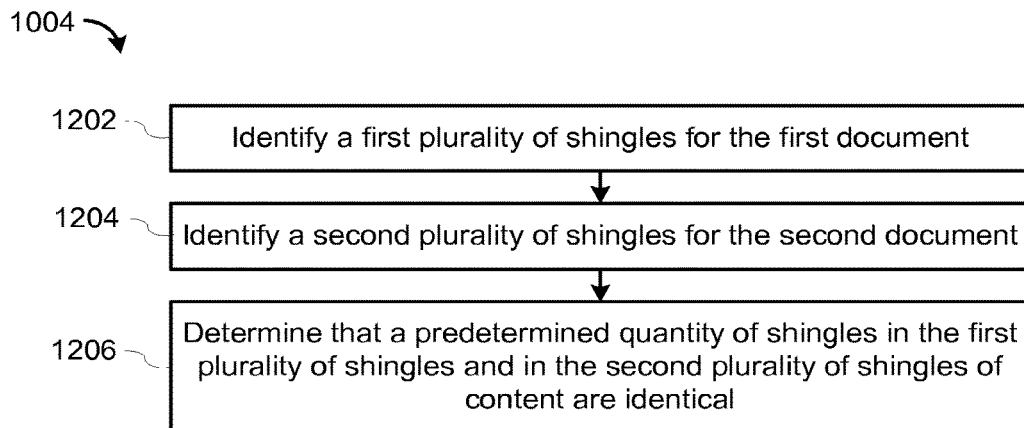 1004
1202
Identify a first plurality of shingles for the first document
1204
Identify a second plurality of shingles for the second document
1206
Determine that a predetermined quantity of shingles in the first
plurality of shingles and in the second plurality of shingles of
content are identical